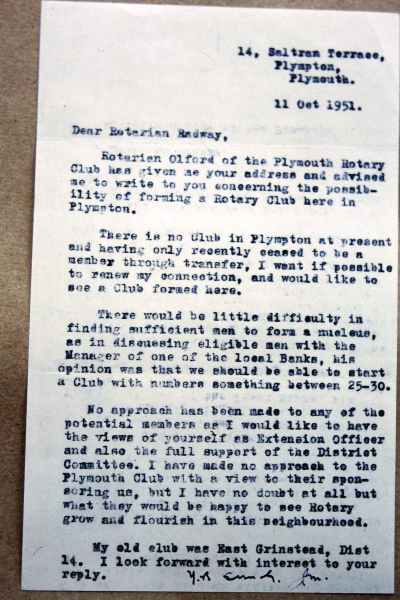 14, Saltram Terrace,
Plympton,
Plymouth.
11 Oct 1951.
Dear Rotarian Radway,
Rotarian Olford of the Plymouth Rotary
Club has given me your address and advised
me to write to you concerning the possib-
ility of forming a Rotary Club here in
Plympton.
There is no Club in Plympton at present
and having only recently ceased to be a
member through transfer, I want if possible
to renew my connection, and would like to
see a Club formed here.
There would be little difficulty in
finding sufficient men to form a nucleus,
as in discussing eligible men with the
Manager of one of the local Banks, his
opinion was that we should be able to start
a Club with numbers something between 25-30.
No approach has been made to any of the
potential members as I would like to have
the views of yourself as Extension Officer
and also the full support of the District
Committee. I have made no approach to the
Plymouth Club with a view to their spon-
soring us, but I have no doubt at all but
what they would be happy to see Rotary
grow and flourish in this neighbourhood.
My old club was East Grinstead, Dist
14. I look forward with interset to your
reply.